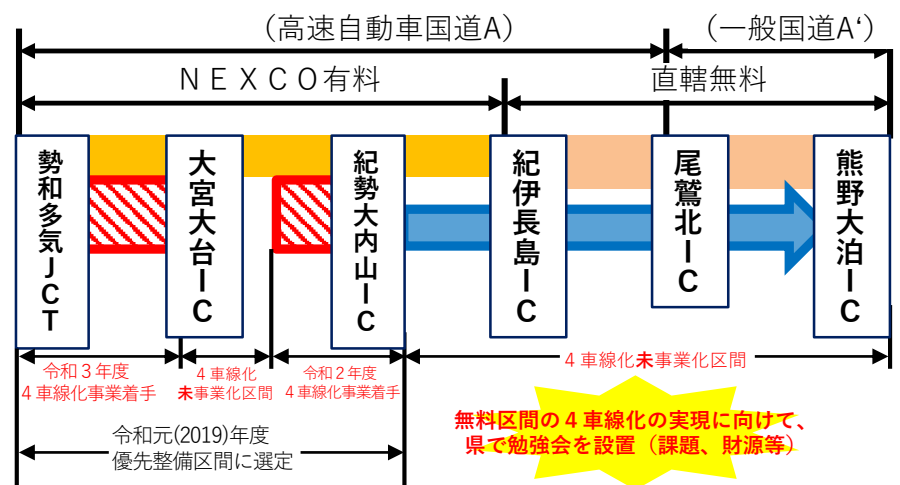 （高速自動車国道A）
（一般国道A‘）
ＮＥＸＣＯ有料
直轄無料
勢和多気JCT
大宮大台IC
紀勢大内山IC
紀伊長島IC
尾鷲北IC
熊野大泊IC
令和３年度
４車線化事業着手
４車線化
未事業化区間
令和２年度
４車線化事業着手
４車線化未事業化区間
令和元(2019)年度
優先整備区間に選定
無料区間の４車線化の実現に向けて、
県で勉強会を設置（課題、財源等）